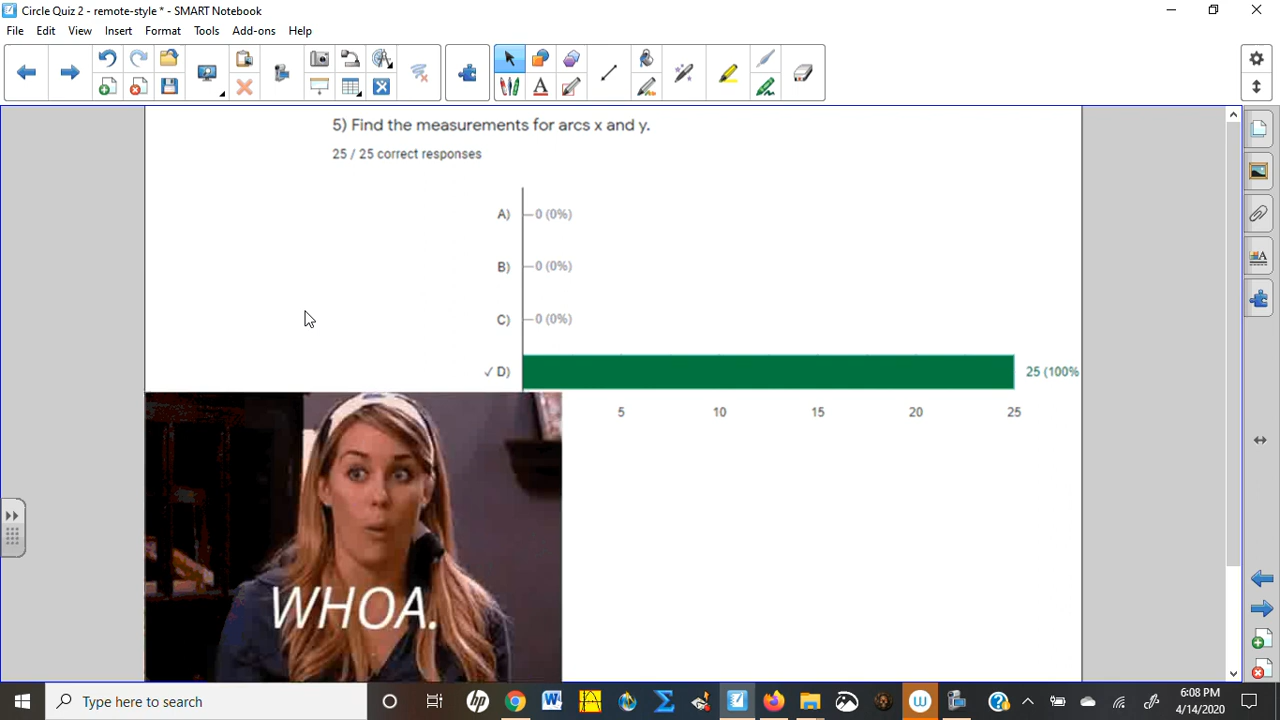 Circle Quiz 2 - remote-style * - SMART Notebook
File Edit View Insert Format Tools Add-ons Help
5) Find the measurements for arcs x and y.
25 / 25 correct responses
A) 0 (0%)
B) 0 (0%)
C) 0 (0%)
✓ D) 25 (100%
5 10 15 20 25
WHOA.
Type here to search
6:08 PM
4/14/2020